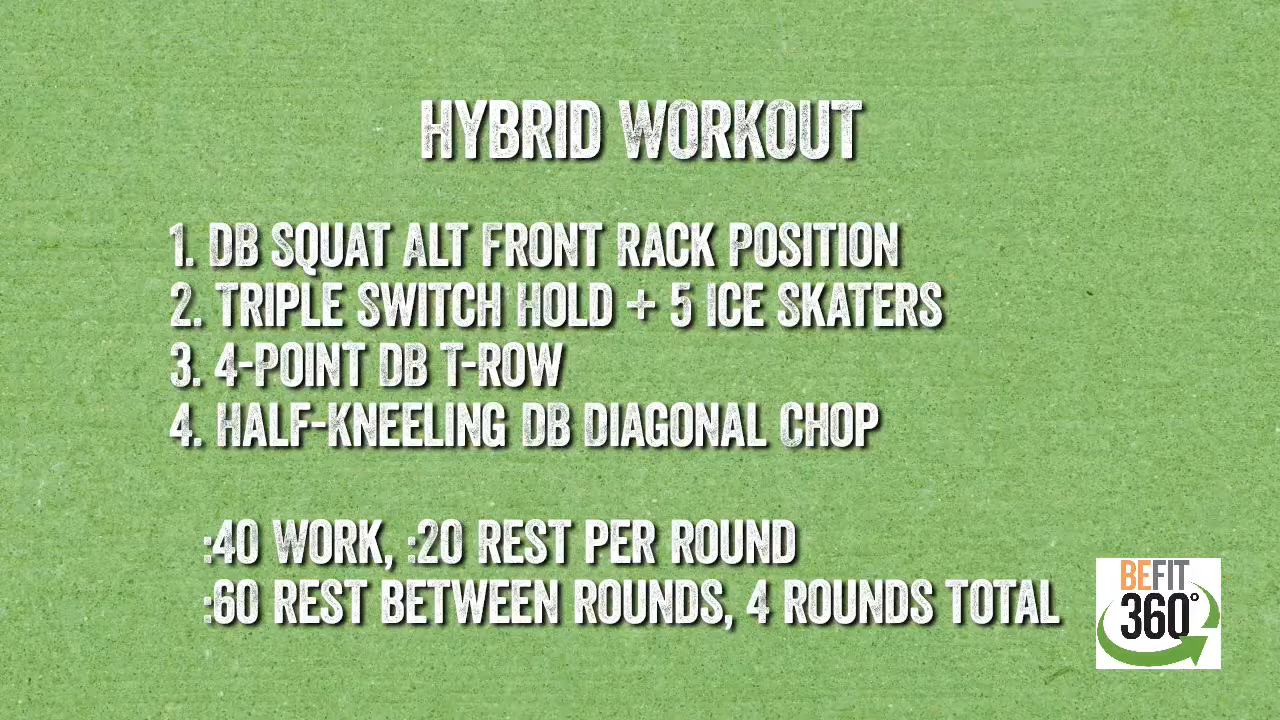 HYBRID WORKOUT
1. DB SQUAT ALT FRONT RACK POSITION
2. TRIPLE SWITCH HOLD + 5 ICE SKATERS
3. 4-POINT DB T-ROW
4. HALF-KNEELING DB DIAGONAL CHOP
:40 WORK, :20 REST PER ROUND
:60 REST BETWEEN ROUNDS, 4 ROUNDS TOTAL
BEFIT
360°